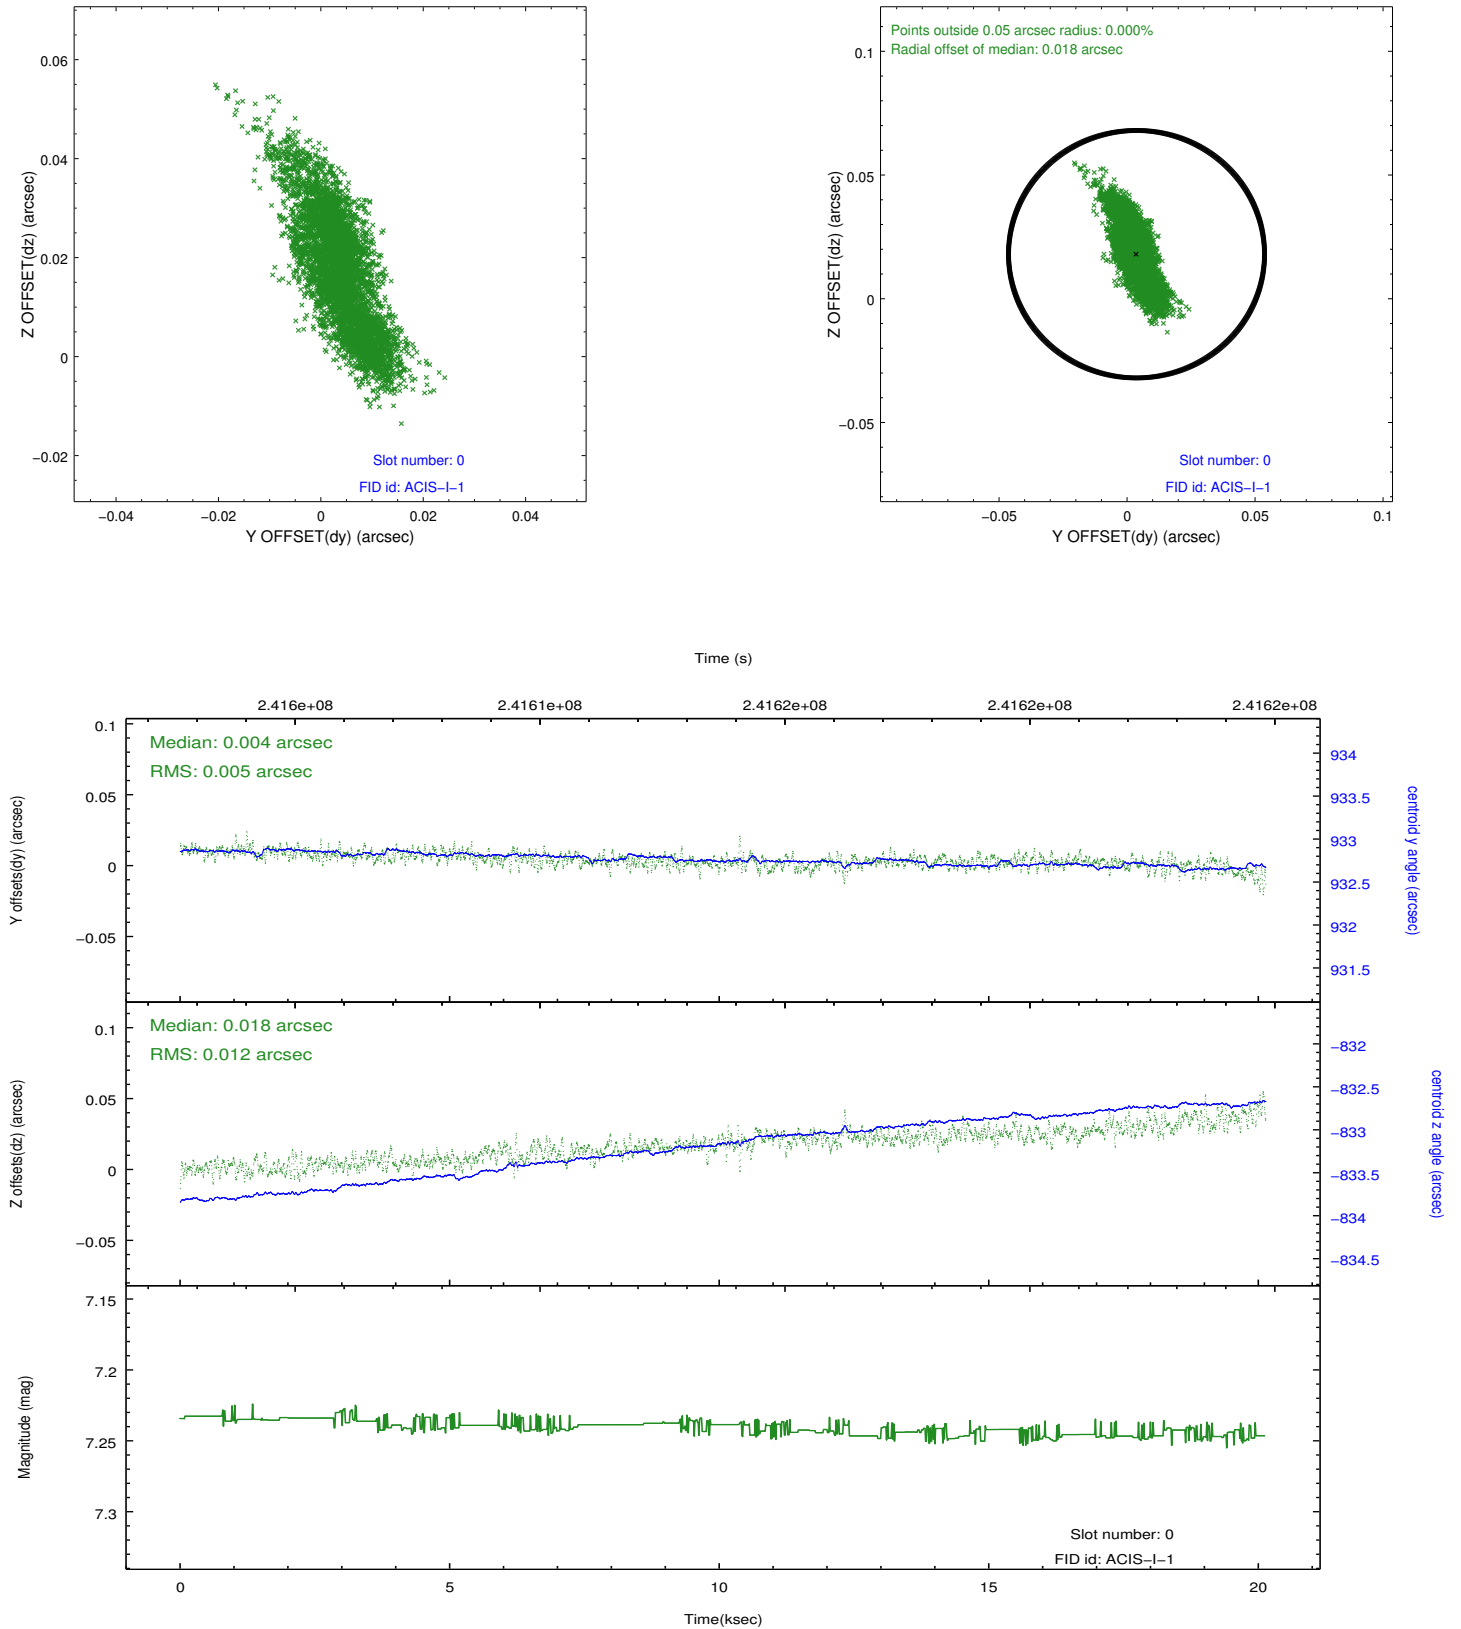 0.06
0.04
0.02
0
−0.02
Z OFFSET(dz) (arcsec)
Slot number: 0
FID id: ACIS−I−1
−0.04
−0.02
0
0.02
0.04
Y OFFSET(dy) (arcsec)
Points outside 0.05 arcsec radius: 0.000%
Radial offset of median: 0.018 arcsec
0.1
0.05
0
−0.05
Z OFFSET(dz) (arcsec)
Slot number: 0
FID id: ACIS−I−1
−0.05
0
0.05
0.1
Y OFFSET(dy) (arcsec)
Time (s)
2.416e+08
2.4161e+08
2.4162e+08
2.4162e+08
2.4162e+08
Median: 0.004 arcsec
RMS: 0.005 arcsec
0.1
0.05
0
−0.05
Y offsets(dy) (arcsec)
934
933.5
933
932.5
932
931.5
centroid y angle (arcsec)
Median: 0.018 arcsec
RMS: 0.012 arcsec
0.1
0.05
0
−0.05
Z offsets(dz) (arcsec)
−832
−832.5
−833
−833.5
−834
−834.5
centroid z angle (arcsec)
7.15
7.2
7.25
7.3
Magnitude (mag)
Slot number: 0
FID id: ACIS−I−1
0
5
10
15
20
Time(ksec)